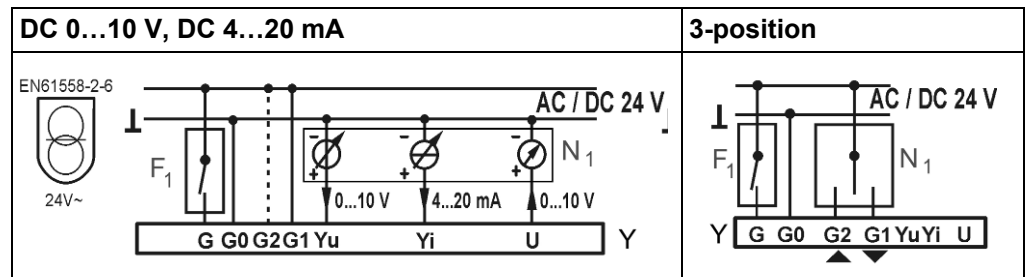 DC 0…10 V, DC 4…20 mA
3-position
EN61558-2-6
24V~
AC / DC 24 V
F1
N1
0...10 V
4...20 mA
0...10 V
G G0 G2 G1 Yu Yi U
Y
AC / DC 24 V
F1
N1
Y
G G0 G2 G1 Yu Yi U